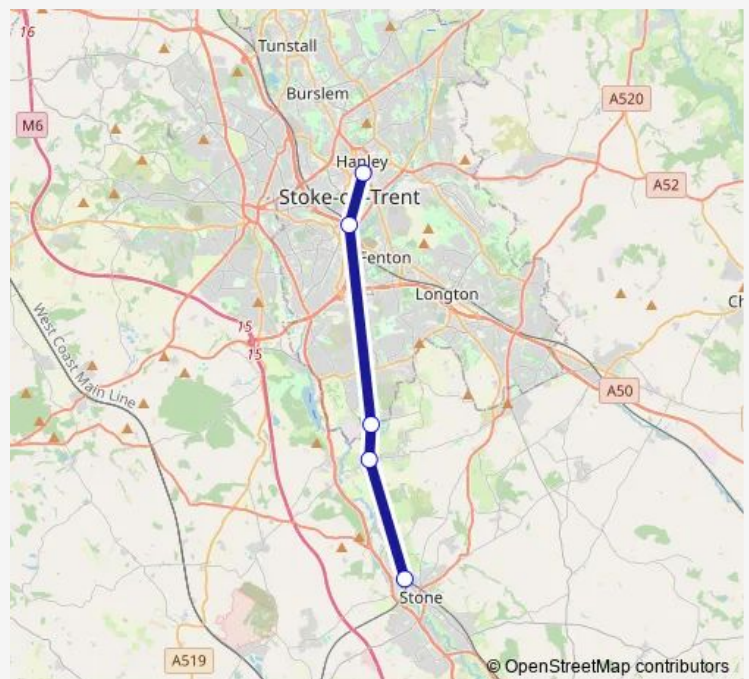 16
Tunstall
Burslem
A520
M6
Hanley
A52
Stoke-on-Trent
Fenton
Longton
Ch
15
15
West Coast Main Line
A50
Stone
A519
© OpenStreetMap contributors